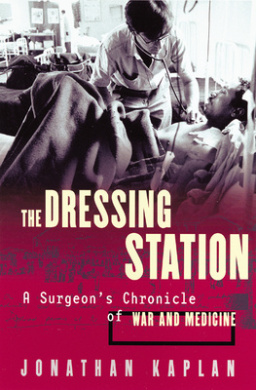 THE DRESSING
STATION
A Surgeon's Chronicle
of WAR AND MEDICINE
JONATHAN KAPLAN